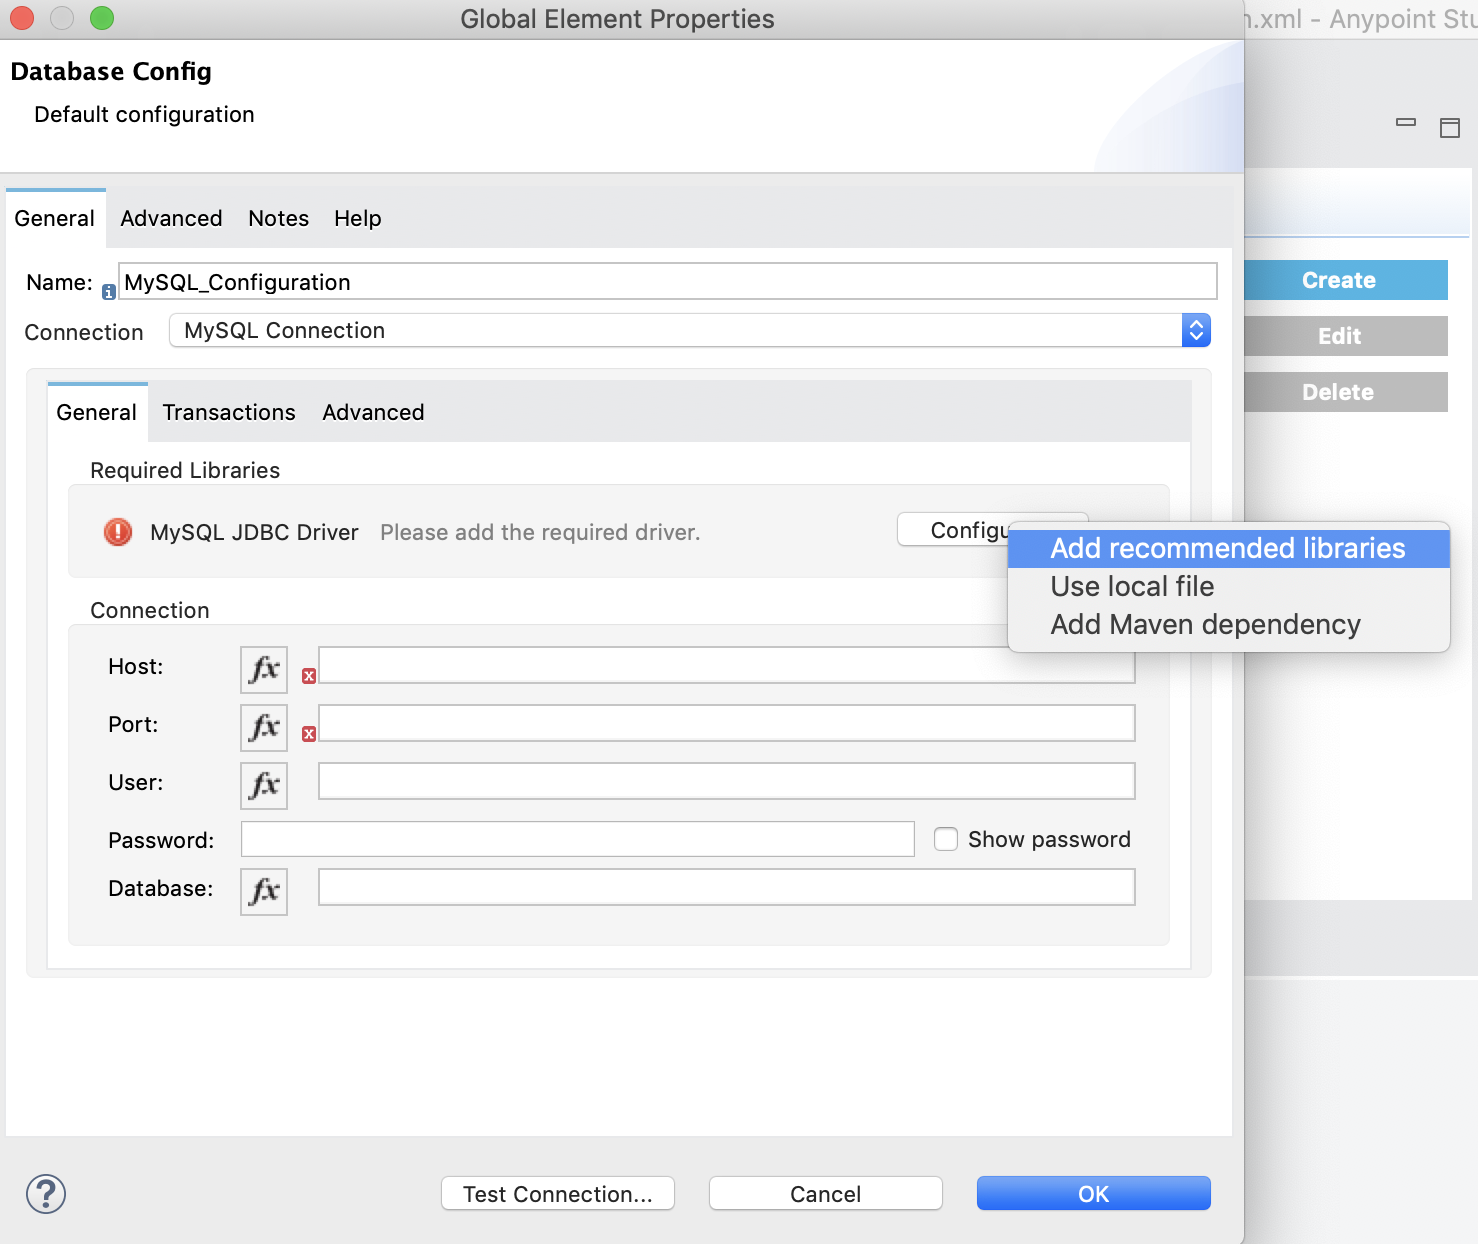 Global Element Properties
.xml - Anypoint
Database Config
Default configuration
General Advanced Notes Help
Name: MySQL_Configuration
Connection MySQL Connection
Create
Edit
Delete
General Transactions Advanced
Required Libraries
MySQL JDBC Driver Please add the required driver.
Add recommended libraries
Use local file
Add Maven dependency
Connection
Host: fx
Port: fx
User: fx
Password: Show password
Database: fx
? Test Connection... Cancel OK